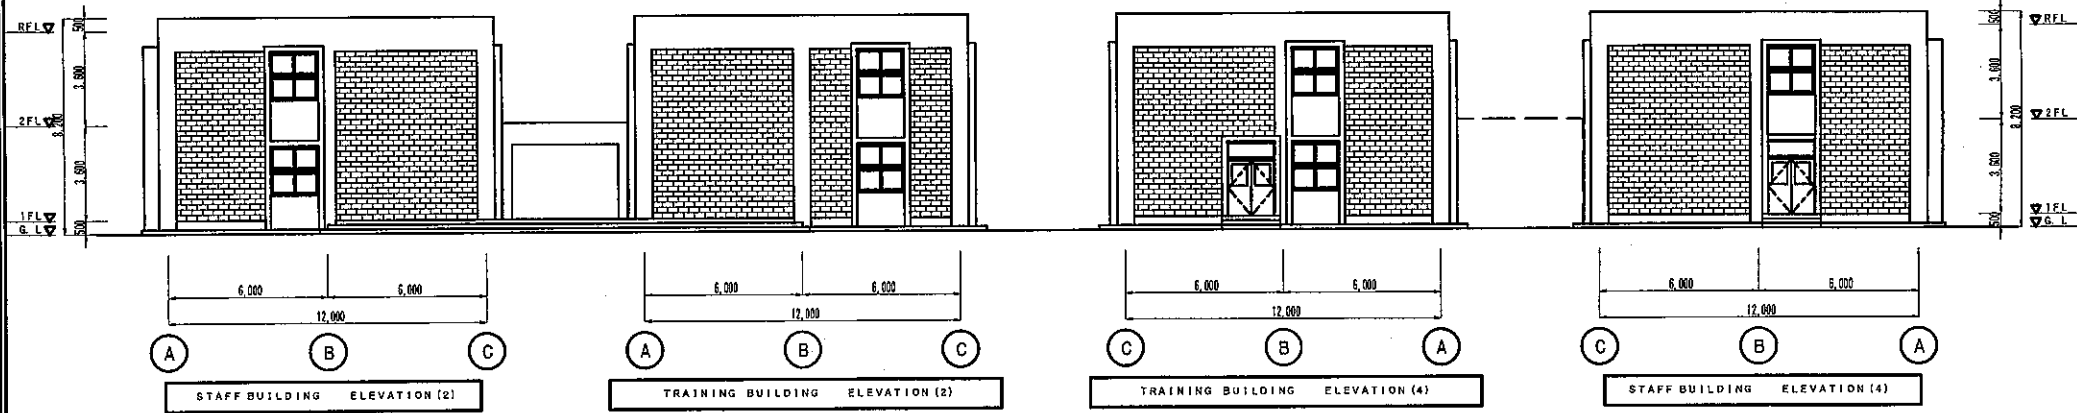 RFL
2FL
1FL
G.L
500
3,600
3,600
500
8,200
RFL
2FL
1FL
G.L
500
3,600
3,600
500
8,200
6,000 6,000
12,000
A B C
STAFF BUILDING ELEVATION (2)
6,000 6,000
12,000
A B C
TRAINING BUILDING ELEVATION (2)
6,000 6,000
12,000
C B A
TRAINING BUILDING ELEVATION (4)
6,000 6,000
12,000
C B A
STAFF BUILDING ELEVATION (4)